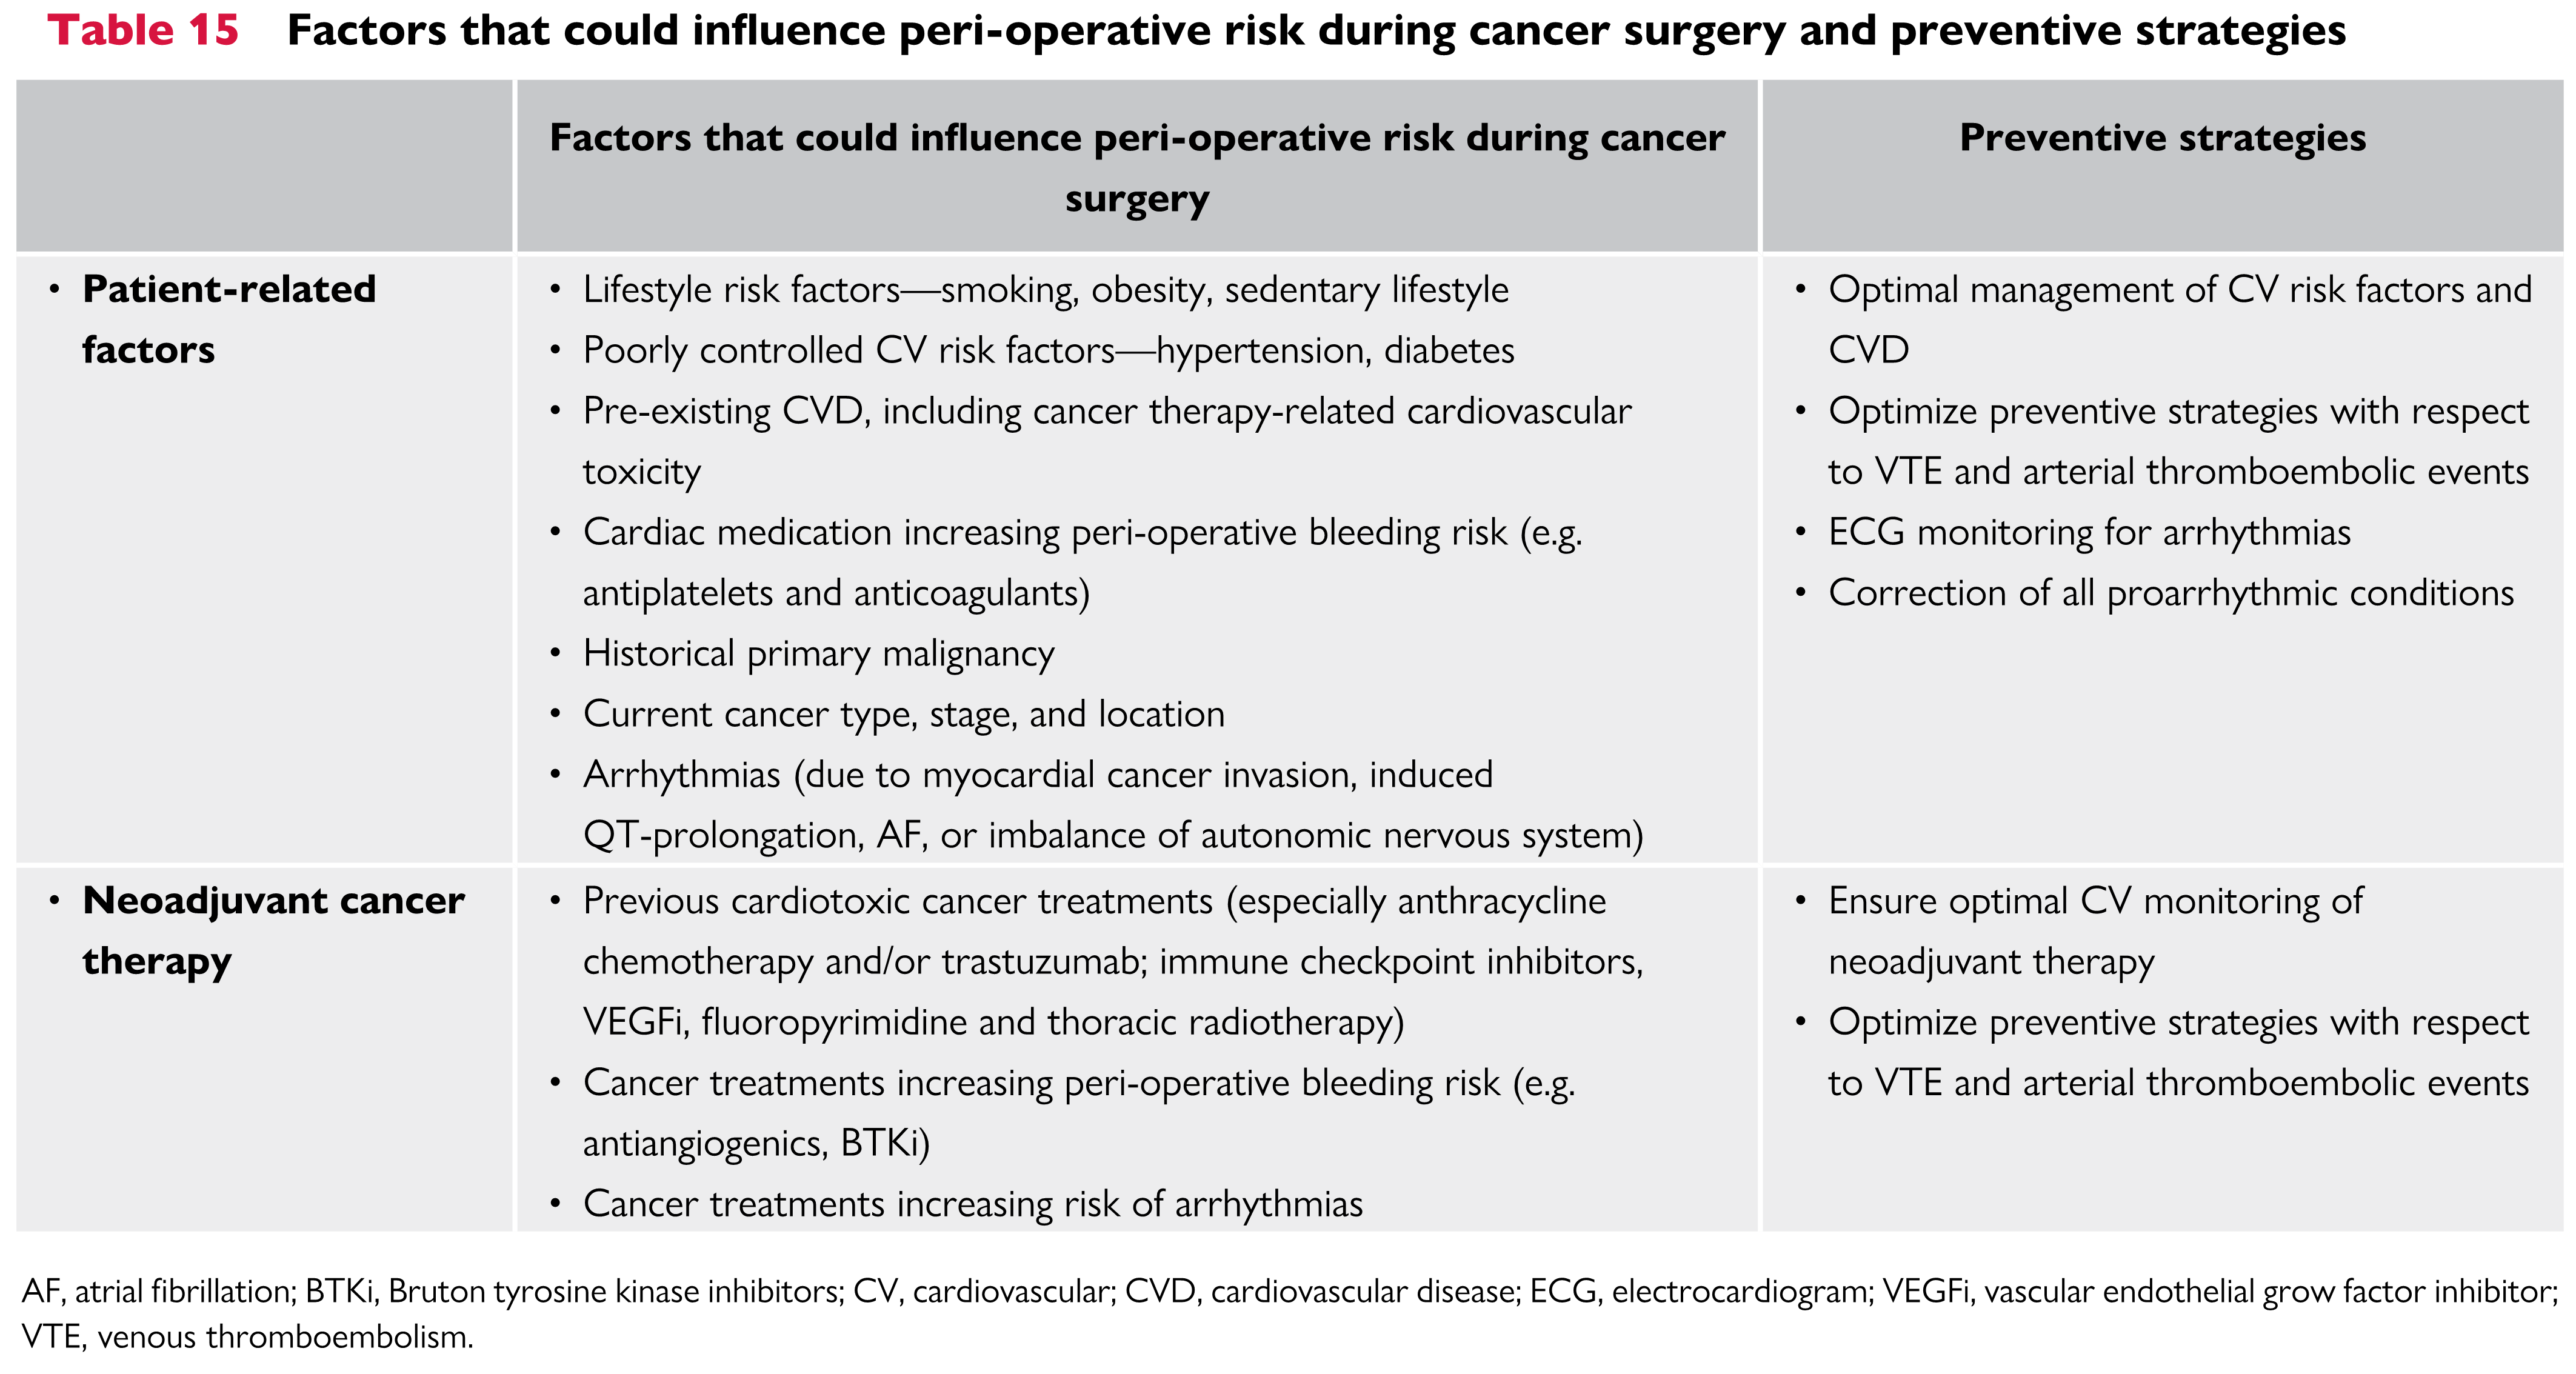 Table 15 Factors that could influence peri-operative risk during cancer surgery and preventive strategies
Factors that could influence peri-operative risk during cancer
surgery
Preventive strategies
• Patient-related
factors
• Lifestyle risk factors—smoking, obesity, sedentary lifestyle
• Poorly controlled CV risk factors—hypertension, diabetes
• Pre-existing CVD, including cancer therapy-related cardiovascular
toxicity
• Cardiac medication increasing peri-operative bleeding risk (e.g.
antiplatelets and anticoagulants)
• Historical primary malignancy
• Current cancer type, stage, and location
• Arrhythmias (due to myocardial cancer invasion, induced
QT-prolongation, AF, or imbalance of autonomic nervous system)
• Optimal management of CV risk factors and
CVD
• Optimize preventive strategies with respect
to VTE and arterial thromboembolic events
• ECG monitoring for arrhythmias
• Correction of all proarrhythmic conditions
• Neoadjuvant cancer
therapy
• Previous cardiotoxic cancer treatments (especially anthracycline
chemotherapy and/or trastuzumab; immune checkpoint inhibitors,
VEGFi, fluoropyrimidine and thoracic radiotherapy)
• Cancer treatments increasing peri-operative bleeding risk (e.g.
antiangiogenics, BTKi)
• Cancer treatments increasing risk of arrhythmias
• Ensure optimal CV monitoring of
neoadjuvant therapy
• Optimize preventive strategies with respect
to VTE and arterial thromboembolic events
AF, atrial fibrillation; BTKi, Bruton tyrosine kinase inhibitors; CV, cardiovascular; CVD, cardiovascular disease; ECG, electrocardiogram; VEGFi, vascular endothelial grow factor inhibitor;
VTE, venous thromboembolism.